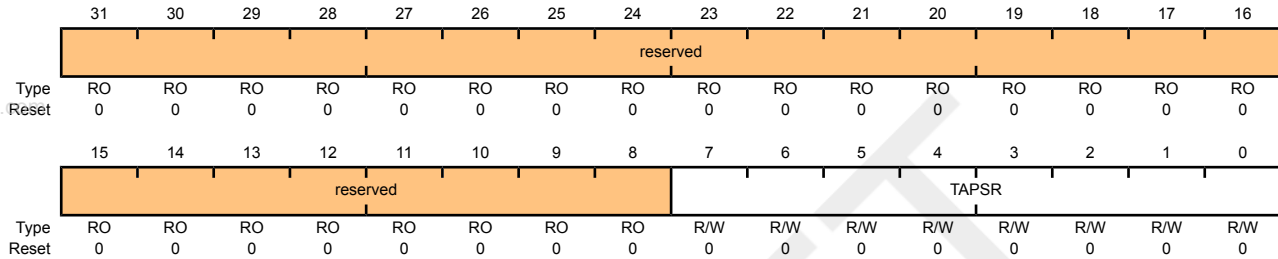 31 30 29 28 27 26 25 24 23 22 21 20 19 18 17 16
reserved
Type RO RO RO RO RO RO RO RO RO RO RO RO RO RO RO RO
Reset 0 0 0 0 0 0 0 0 0 0 0 0 0 0 0 0
15 14 13 12 11 10 9 8 7 6 5 4 3 2 1 0
reserved TAPSR
Type RO RO RO RO RO RO RO RO R/W R/W R/W R/W R/W R/W R/W R/W
Reset 0 0 0 0 0 0 0 0 0 0 0 0 0 0 0 0